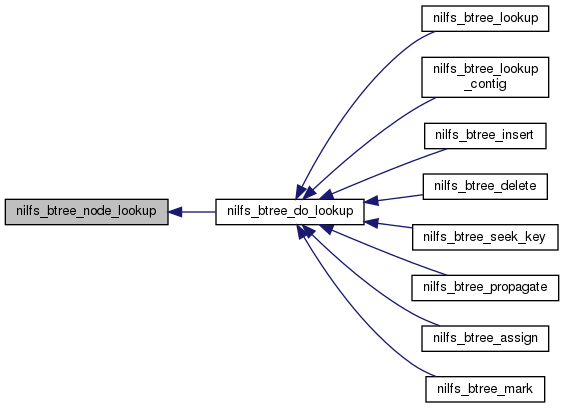 nilfs_btree_lookup
nilfs_btree_lookup
_contig
nilfs_btree_insert
nilfs_btree_delete
nilfs_btree_node_lookup
nilfs_btree_do_lookup
nilfs_btree_seek_key
nilfs_btree_propagate
nilfs_btree_assign
nilfs_btree_mark